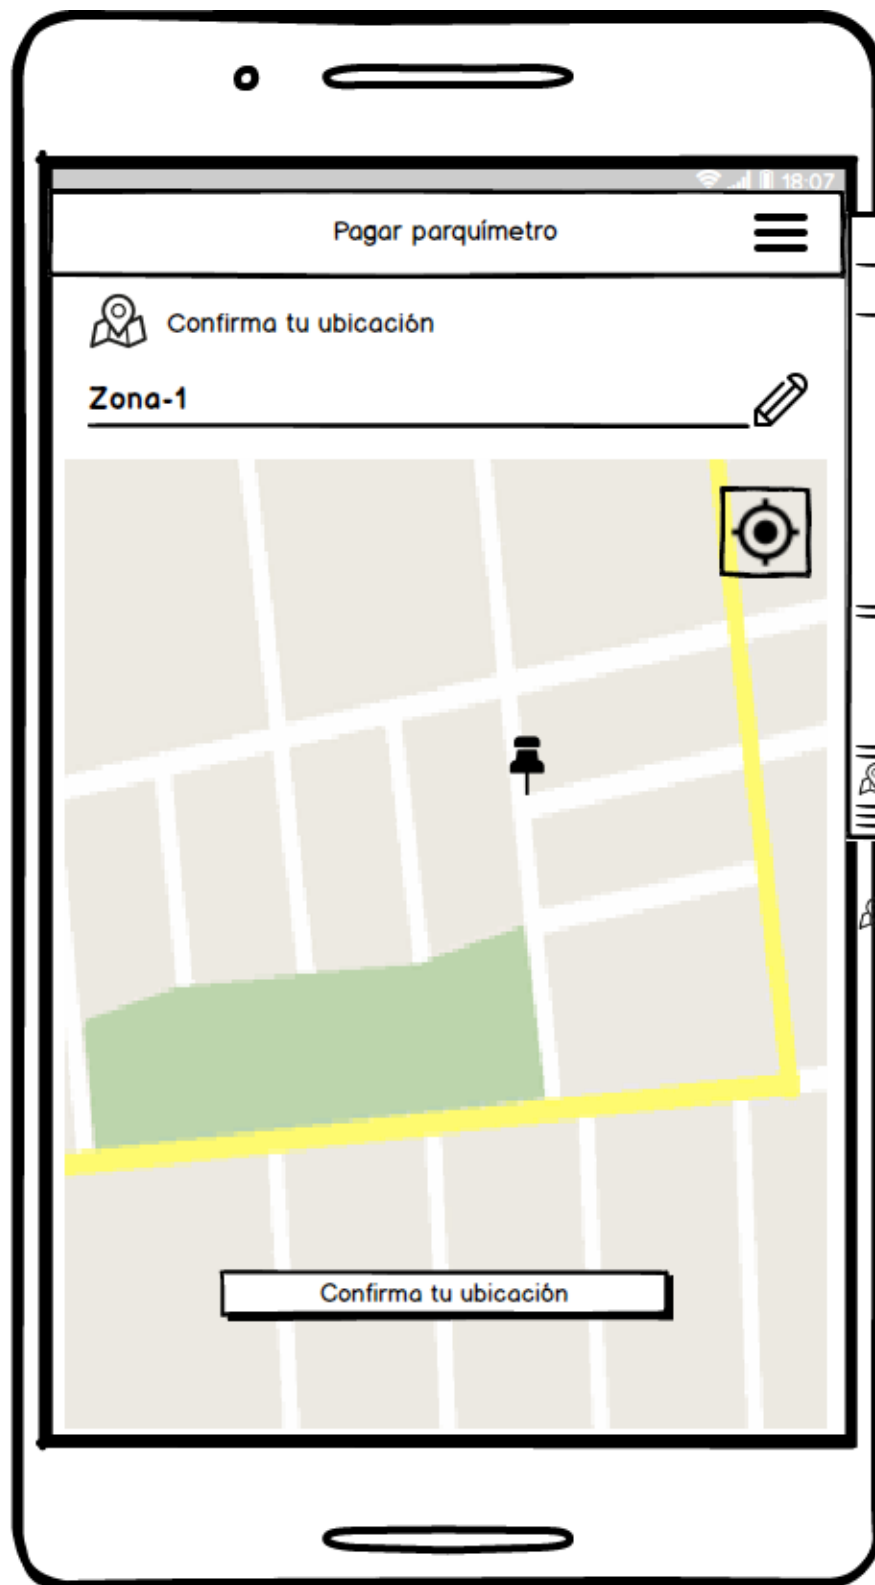 18:07
Pagar parquímetro
Confirma tu ubicación
Zona-1
Confirma tu ubicación